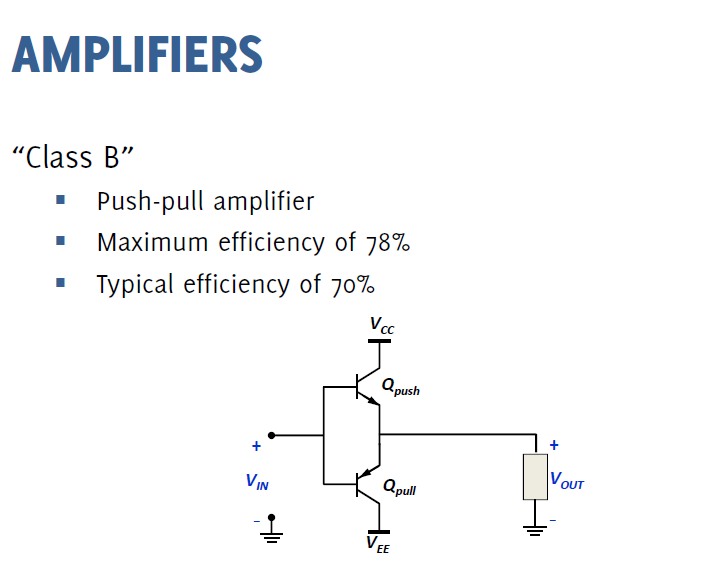 AMPLIFIERS
“Class B”
▪ Push-pull amplifier
▪ Maximum efficiency of 78%
▪ Typical efficiency of 70%
VCC
Qpush
+
+
VIN
Qpull
VOUT
–
–
VEE